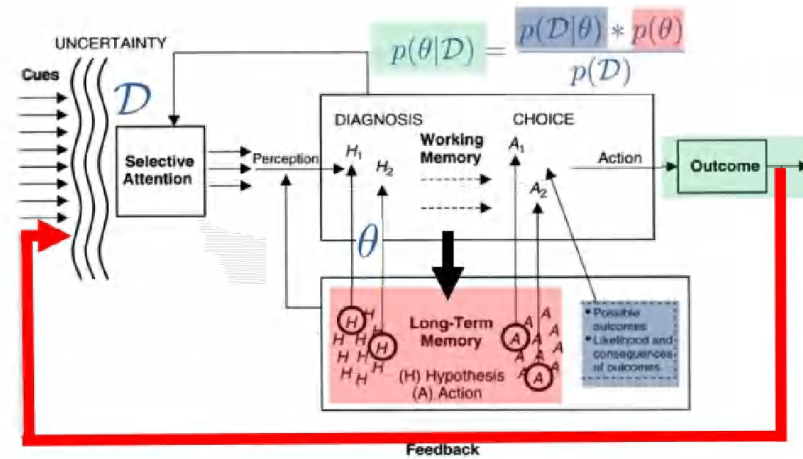 UNCERTAINTY
Cues
D
p(θ|D) = p(D|θ) * p(θ) / p(D)
Selective
Attention
Perception
DIAGNOSIS
H1
H2
Working
Memory
CHOICE
A1
A2
Action
Outcome
θ
H
H
H
H H
H H
H H
H H
Long-Term
Memory
(H) Hypothesis
(A) Action
A
A
A
A
A
A
A
A
A
• Possible
outcomes
• Likelihood and
consequences
of outcomes
Feedback